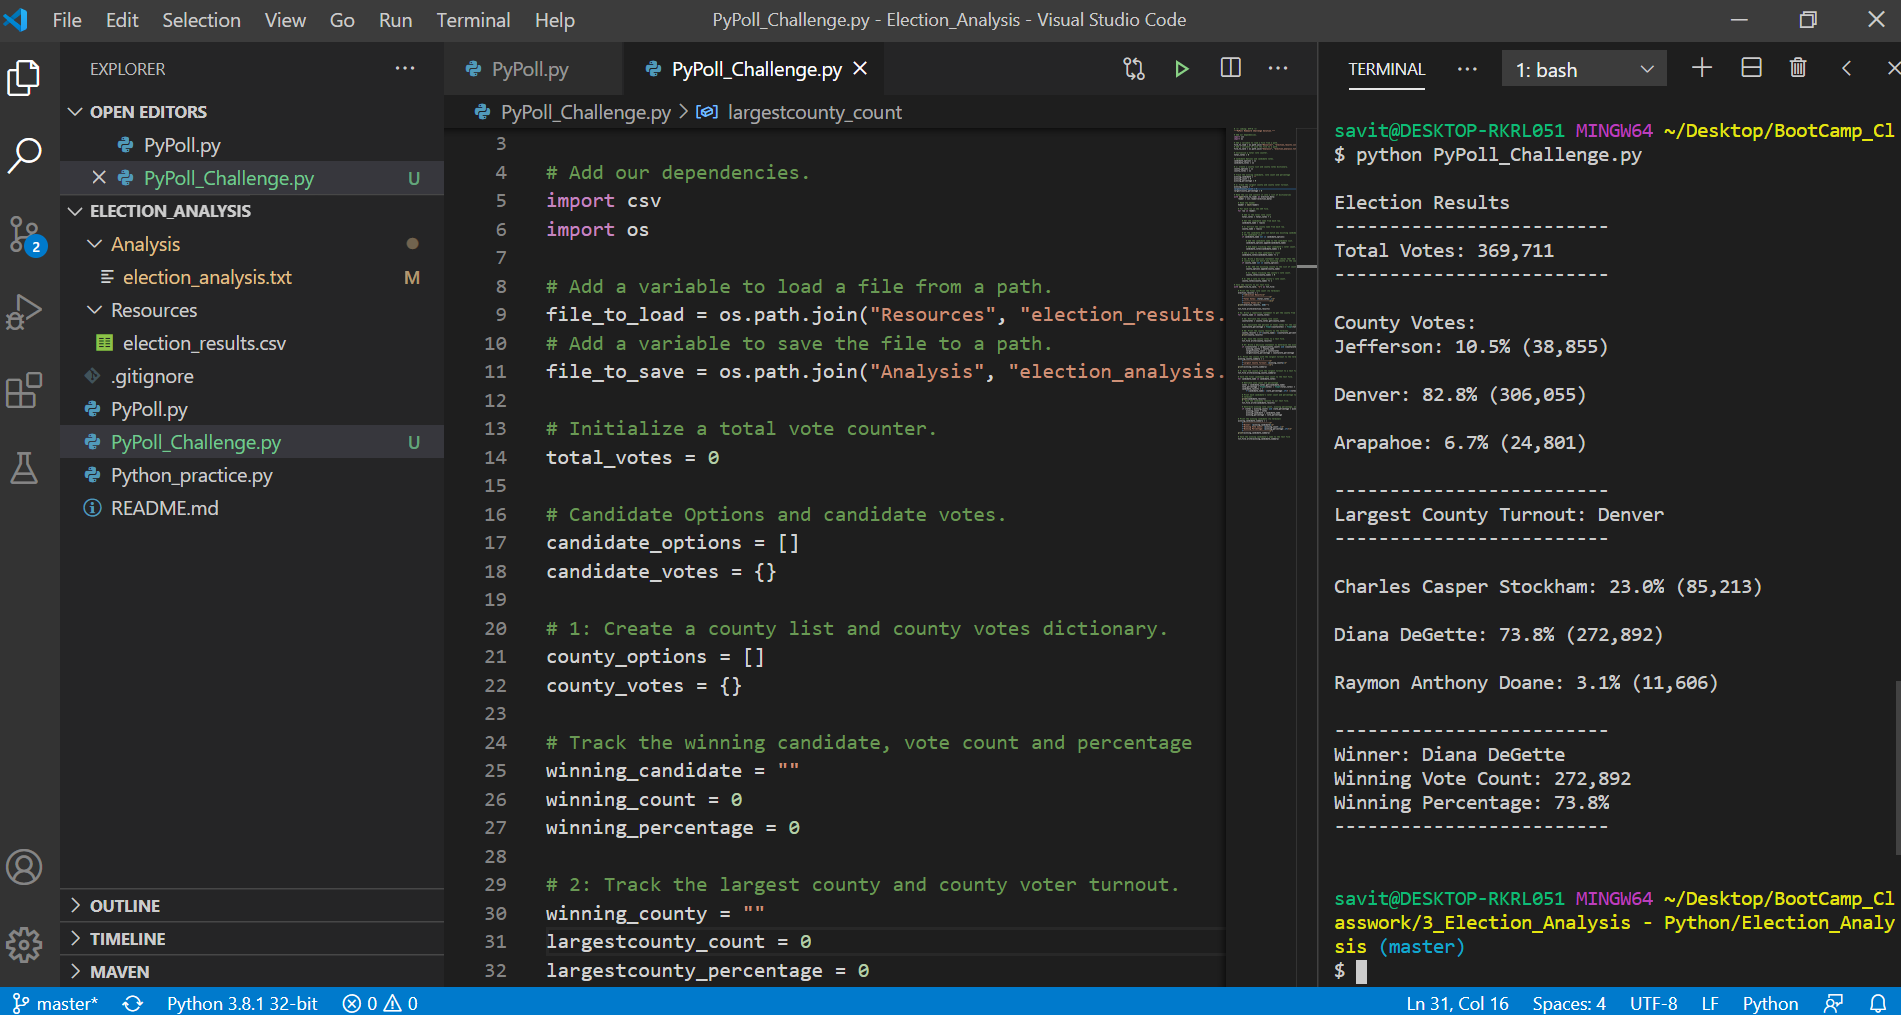 File Edit Selection View Go Run Terminal Help PyPoll_Challenge.py - Election_Analysis - Visual Studio Code
EXPLORER
OPEN EDITORS
PyPoll.py
PyPoll_Challenge.py U
ELECTION_ANALYSIS
Analysis
election_analysis.txt M
Resources
election_results.csv
.gitignore
PyPoll.py
PyPoll_Challenge.py U
Python_practice.py
README.md
OUTLINE
TIMELINE
MAVEN
2
PyPoll.py PyPoll_Challenge.py
PyPoll_Challenge.py > largestcounty_count
3
4 # Add our dependencies.
5 import csv
6 import os
7
8 # Add a variable to load a file from a path.
9 file_to_load = os.path.join("Resources", "election_results.
10 # Add a variable to save the file to a path.
11 file_to_save = os.path.join("Analysis", "election_analysis.
12
13 # Initialize a total vote counter.
14 total_votes = 0
15
16 # Candidate Options and candidate votes.
17 candidate_options = []
18 candidate_votes = {}
19
20 # 1: Create a county list and county votes dictionary.
21 county_options = []
22 county_votes = {}
23
24 # Track the winning candidate, vote count and percentage
25 winning_candidate = ""
26 winning_count = 0
27 winning_percentage = 0
28
29 # 2: Track the largest county and county voter turnout.
30 winning_county = ""
31 largestcounty_count = 0
32 largestcounty_percentage = 0
TERMINAL 1: bash
savit@DESKTOP-RKRL051 MINGW64 ~/Desktop/BootCamp_Cl
$ python PyPoll_Challenge.py
Election Results
-------------------------
Total Votes: 369,711
-------------------------
County Votes:
Jefferson: 10.5% (38,855)
Denver: 82.8% (306,055)
Arapahoe: 6.7% (24,801)
-------------------------
Largest County Turnout: Denver
-------------------------
Charles Casper Stockham: 23.0% (85,213)
Diana DeGette: 73.8% (272,892)
Raymon Anthony Doane: 3.1% (11,606)
-------------------------
Winner: Diana DeGette
Winning Vote Count: 272,892
Winning Percentage: 73.8%
-------------------------
savit@DESKTOP-RKRL051 MINGW64 ~/Desktop/BootCamp_Cl
asswork/3_Election_Analysis - Python/Election_Analy
sis (master)
$
master* Python 3.8.1 32-bit 0 0 Ln 31, Col 16 Spaces: 4 UTF-8 LF Python